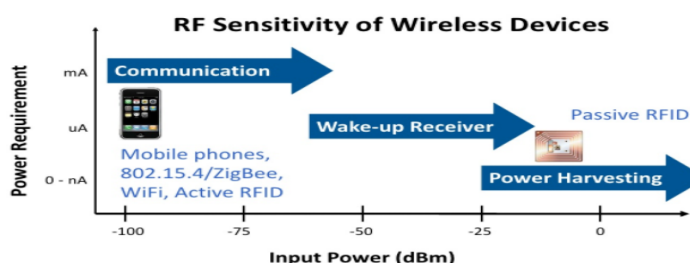 RF Sensitivity of Wireless Devices
Power Requirement
mA
Communication
uA
Wake-up Receiver
Passive RFID
Mobile phones,
802.15.4/ZigBee,
WiFi, Active RFID
0 - nA
Power Harvesting
-100
-75
-50
-25
0
Input Power (dBm)